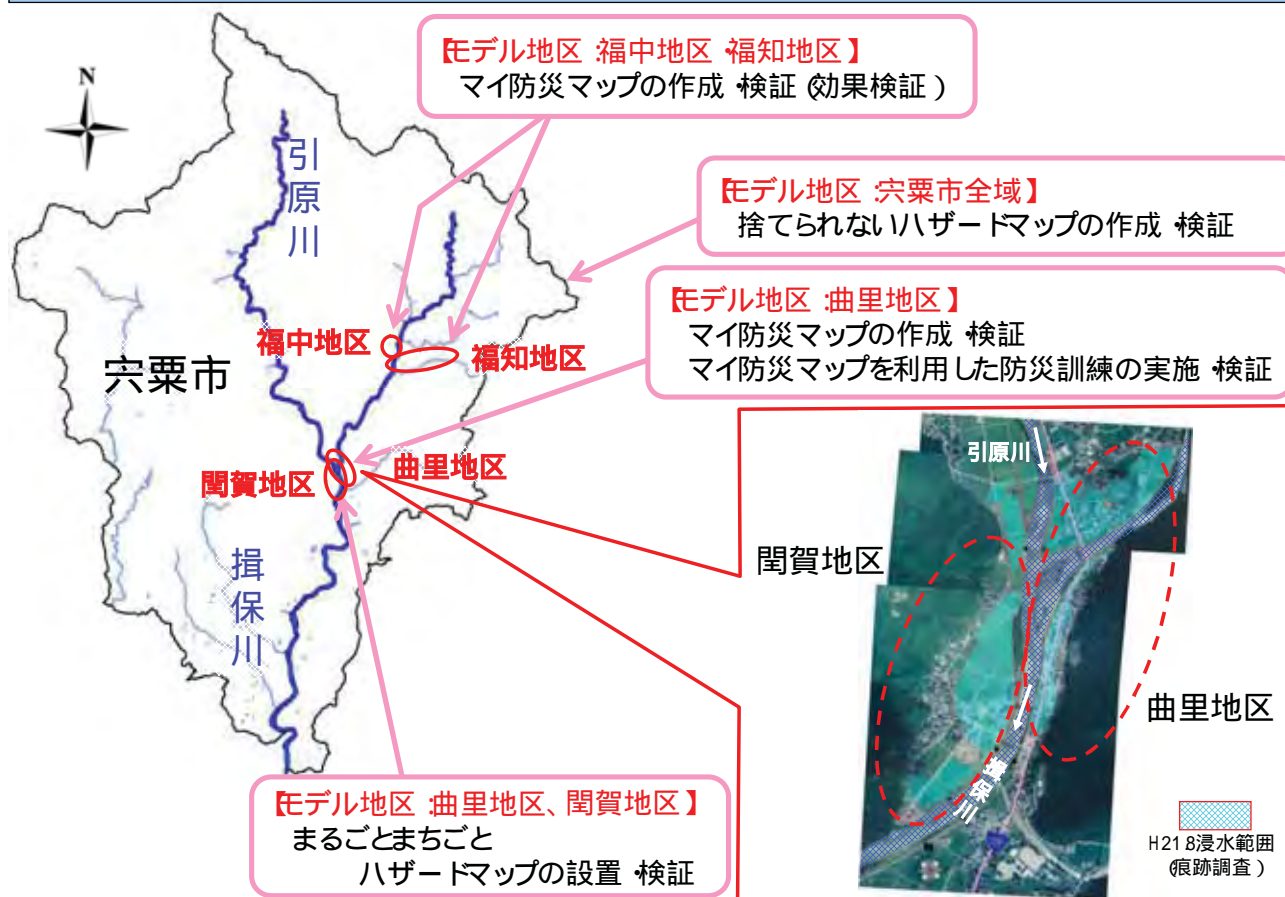 【モデル地区:福中地区・福知地区】
マイ防災マップの作成・検証(効果検証)
N
引原川
【モデル地区:宍粟市全域】
捨てられないハザードマップの作成・検証
【モデル地区:曲里地区】
マイ防災マップの作成・検証
マイ防災マップを利用した防災訓練の実施・検証
福中地区
福知地区
宍粟市
曲里地区
閏賀地区
揖保川
引原川
閏賀地区
曲里地区
揖保川
H21.8浸水範囲
(痕跡調査)
【モデル地区:曲里地区、閏賀地区】
まるごとまちごと
ハザードマップの設置・検証